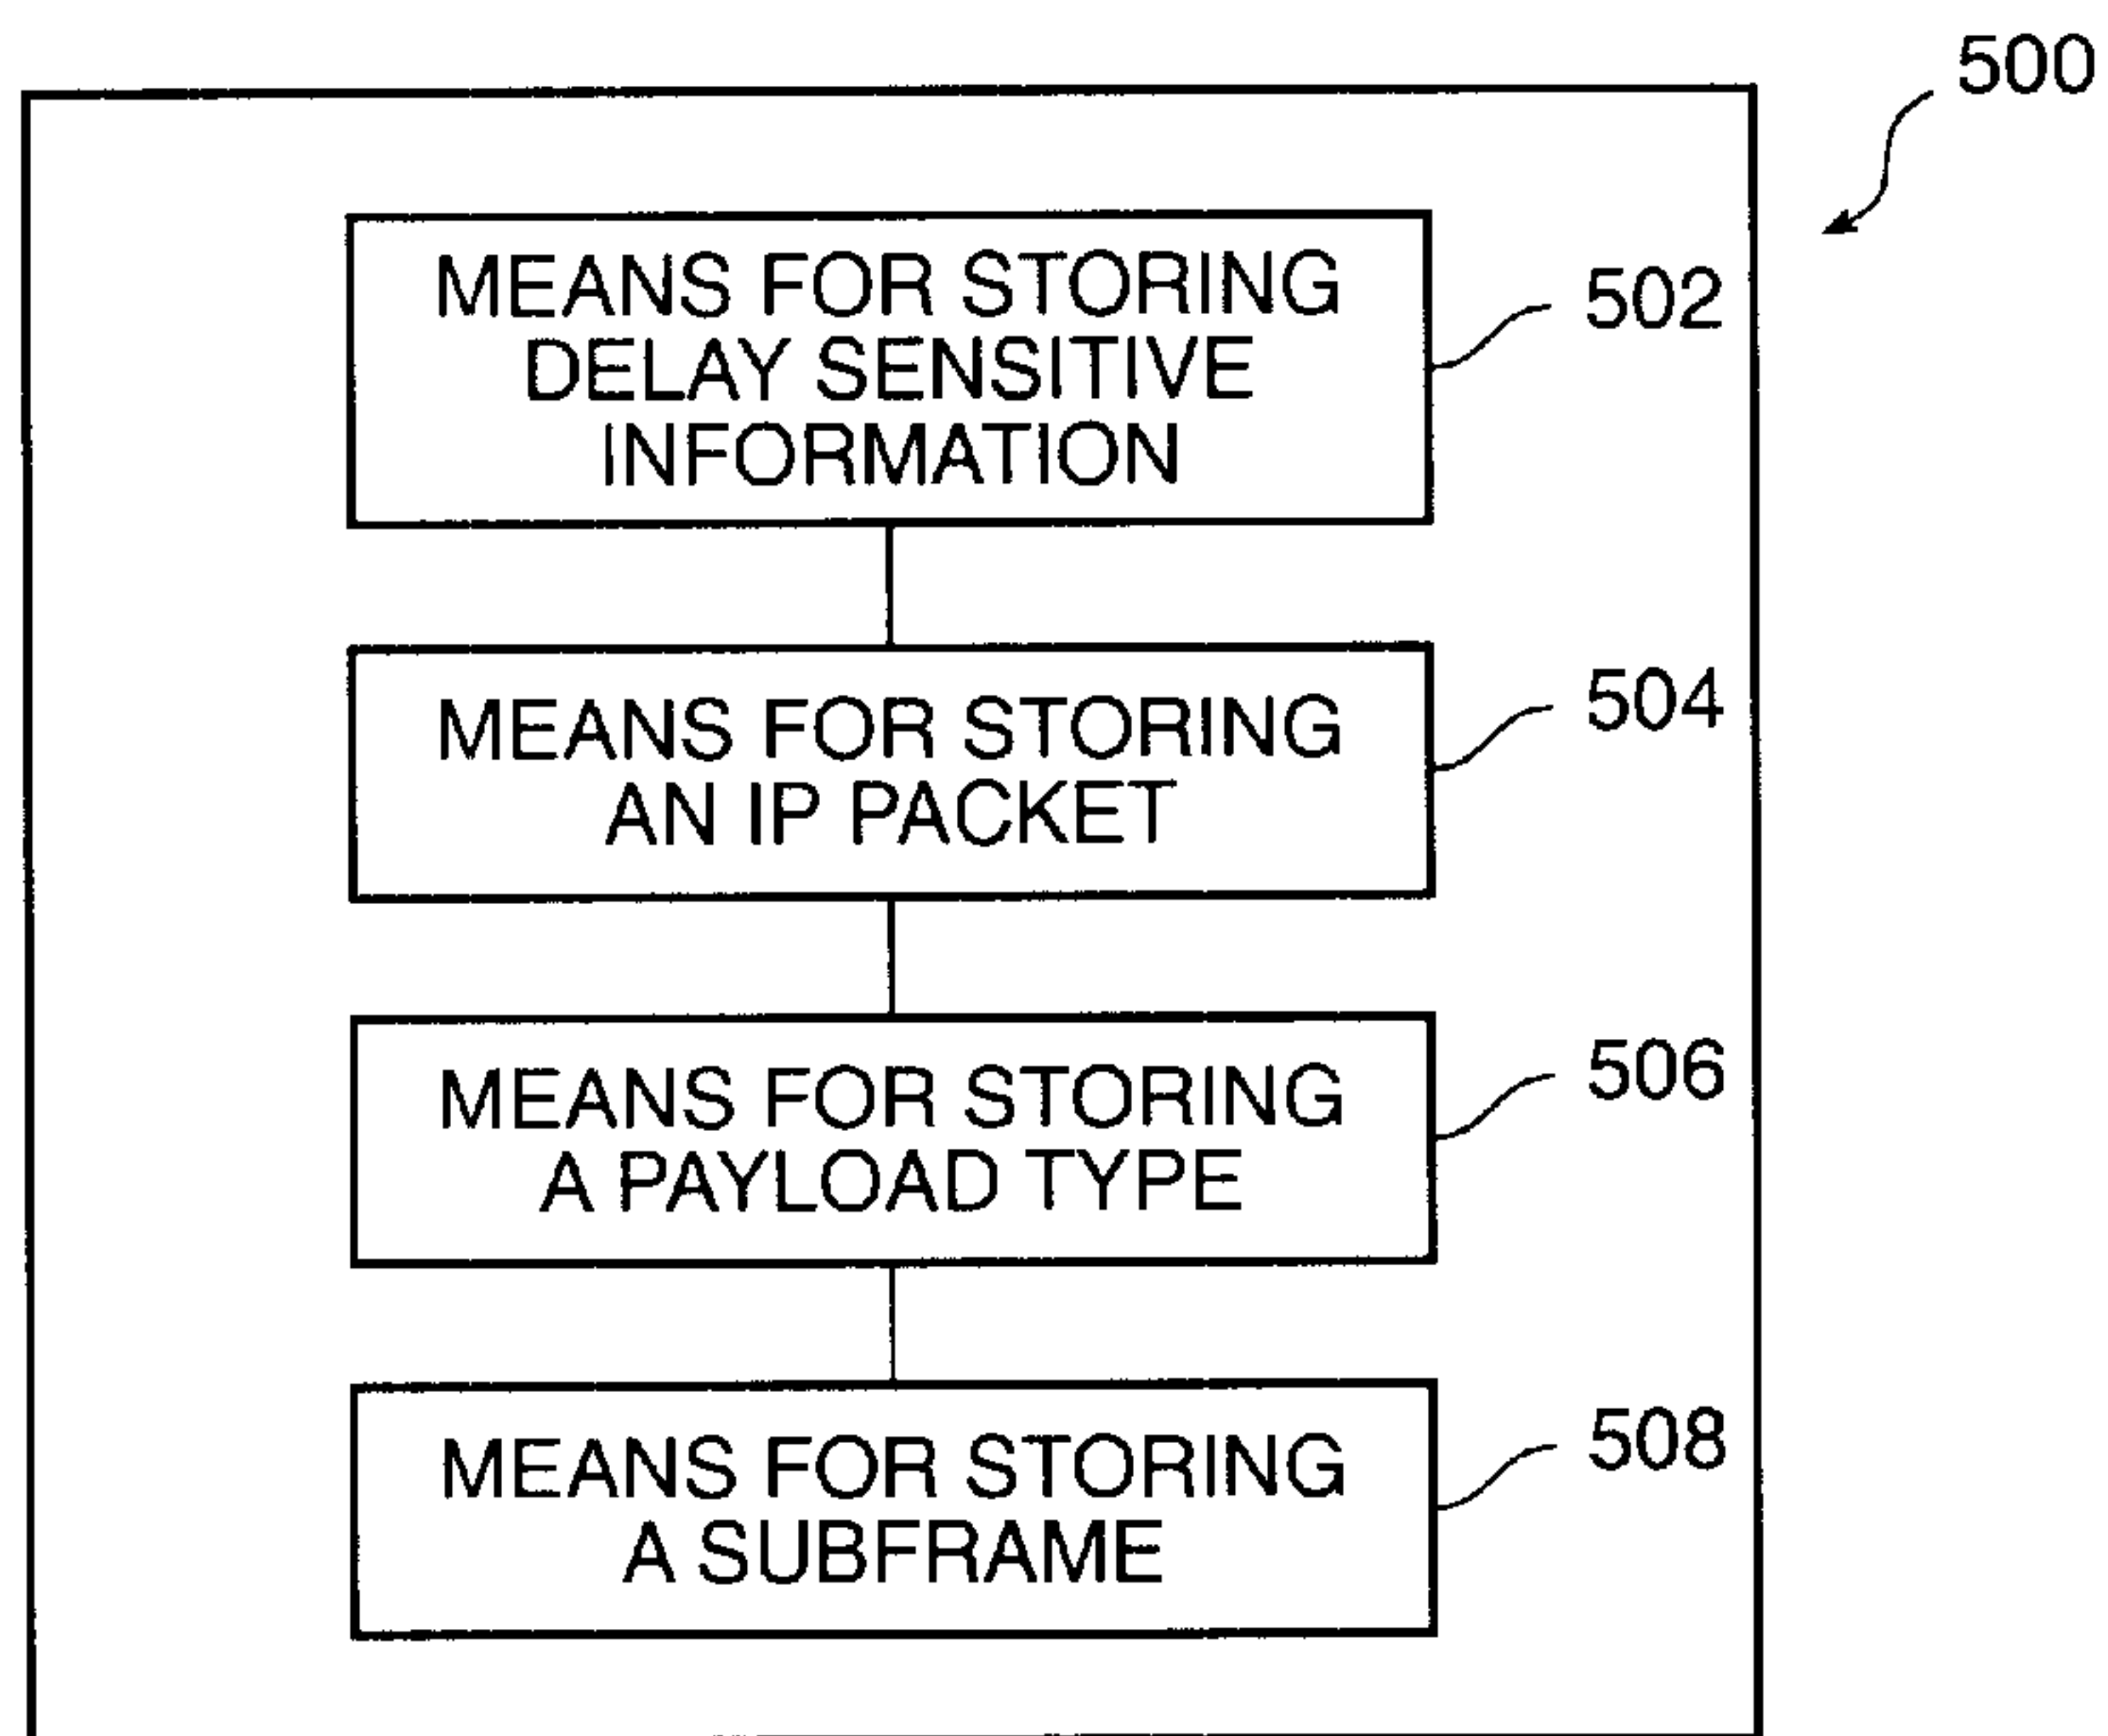 500
MEANS FOR STORING
DELAY SENSITIVE
INFORMATION
502
MEANS FOR STORING
AN IP PACKET
504
MEANS FOR STORING
A PAYLOAD TYPE
506
MEANS FOR STORING
A SUBFRAME
508